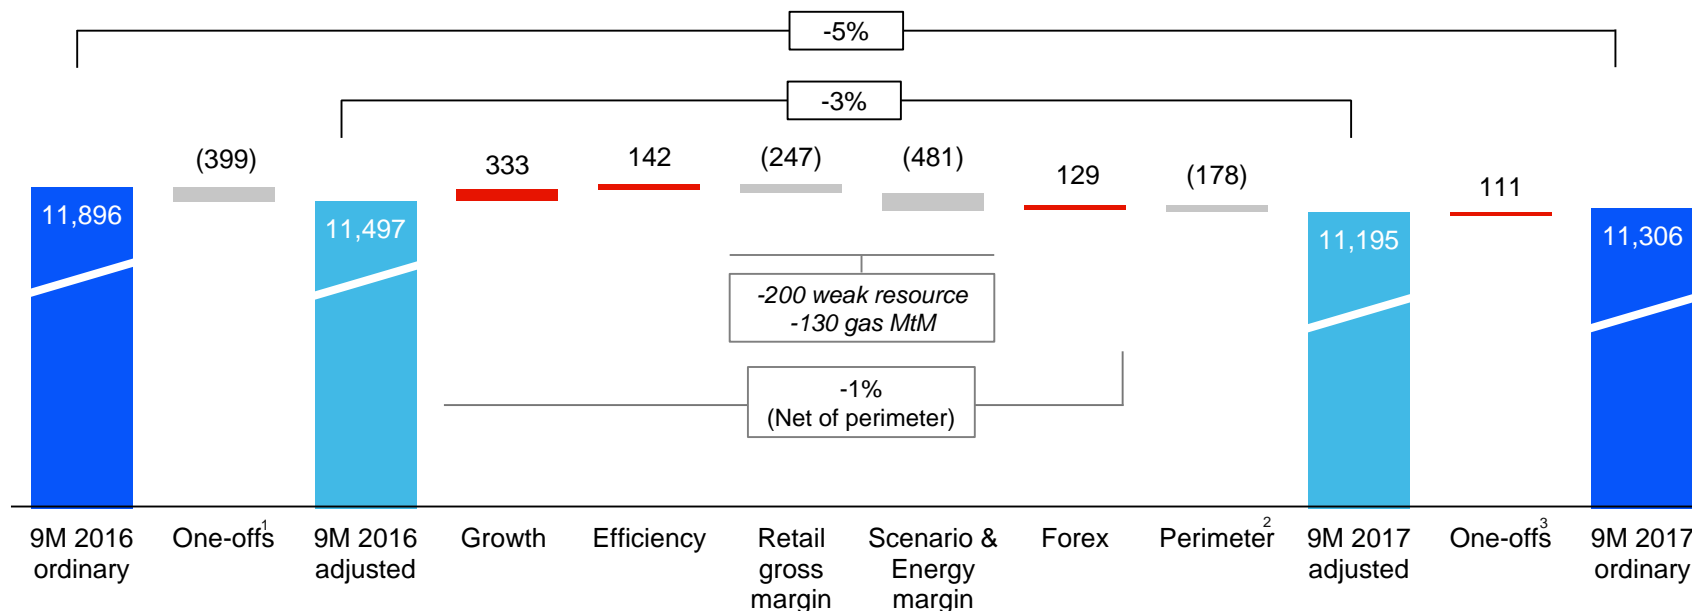 -5%
-3%
(399)
333
142
(247)
(481)
129
(178)
111
11,896
11,497
11,195
11,306
-200 weak resource
-130 gas MtM
-1%
(Net of perimeter)
9M 2016
ordinary
One-offs1
9M 2016
adjusted
Growth
Efficiency
Retail
gross
margin
Scenario &
Energy
margin
Forex
Perimeter2
9M 2017
adjusted
One-offs3
9M 2017
ordinary